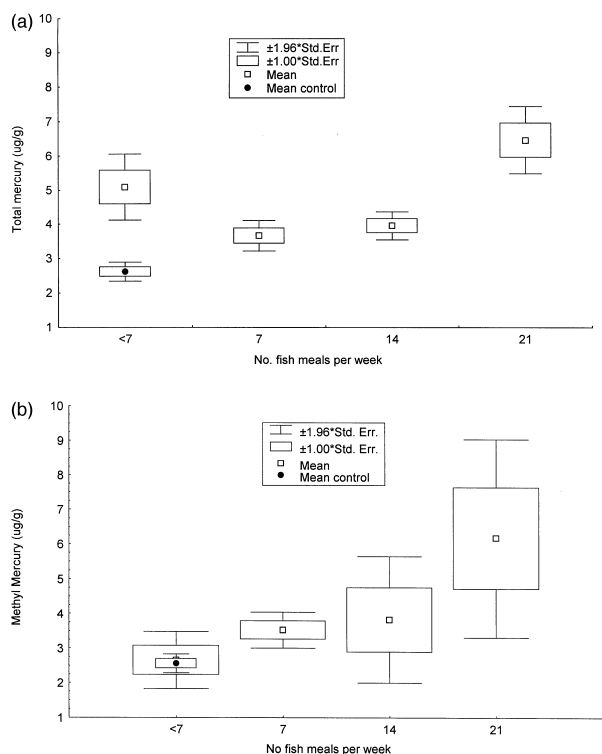 (a)
10
9
8
7
6
5
4
3
2
1
Total mercury (ug/g)
±1.96*Std.Err
±1.00*Std.Err
Mean
Mean control
<7 7 14 21
No. fish meals per week
(b)
10
9
8
7
6
5
4
3
2
1
Methyl Mercury (ug/g)
±1.96*Std. Err.
±1.00*Std. Err.
Mean
Mean control
<7 7 14 21
No fish meals per week